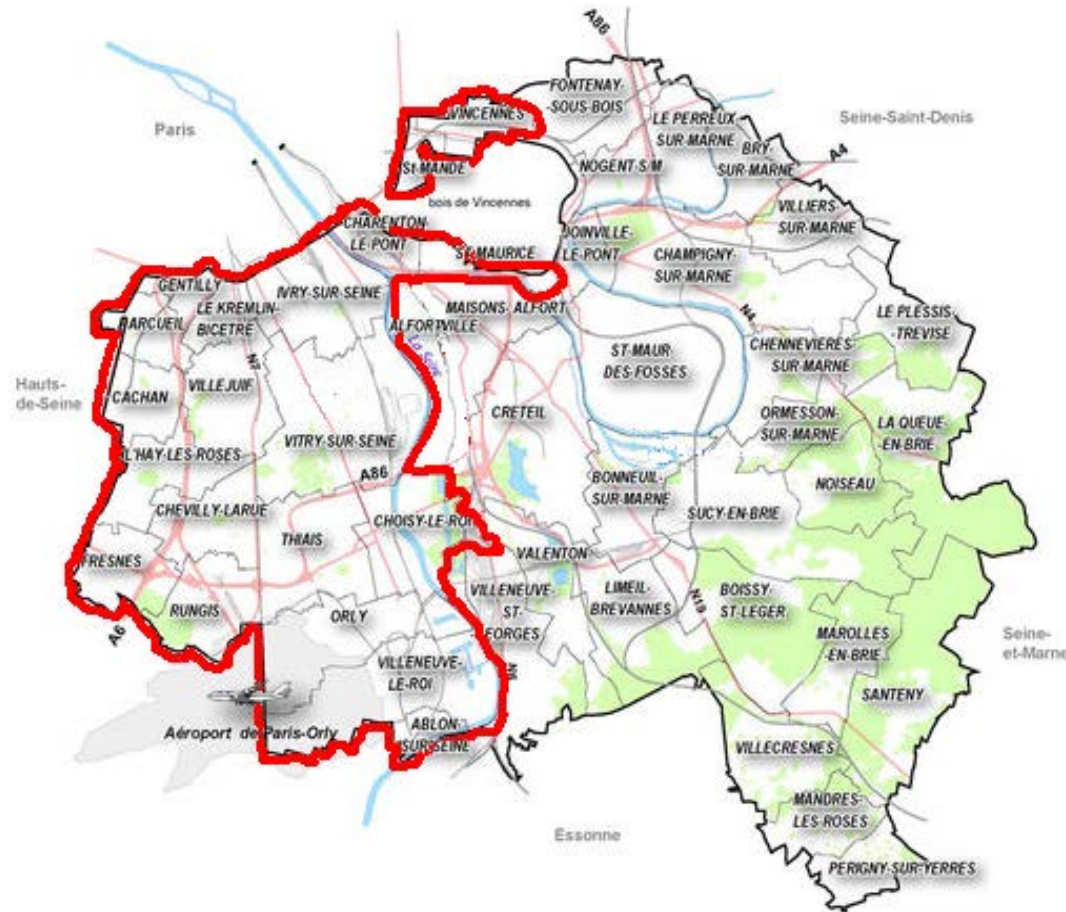 A86
FONTENAY-
-SOUS-BOIS
VINCENNES
LE PERREUX
-SUR-MARNE
Seine-Saint-Denis
Paris
BRY-
-SUR-MARNE
A4
St-MANDE
NOGENT-S/M
bois de Vincennes
VILLIERS
-SUR-MARNE
CHARENTON-
LE-PONT
JOINVILLE-
LE-PONT
ST-MAURICE
CHAMPIGNY-
SUR-MARNE
GENTILLY
IVRY-SUR-SEINE
LE KREMLIN-
BICETRE
MAISONS-ALFORT
N4
LE PLESSIS
-TREVISE
ARCUEIL
ALFORTVILLE
La Seine
CHENNEVIERES-
-SUR-MARNE
ST-MAUR-
DES-FOSSES
N7
Hauts-
de-Seine
VILLEJUIF
CACHAN
CRETEIL
ORMESSON-
SUR-MARNE
LA QUEUE
-EN-BRIE
VITRY-SUR-SEINE
L'HAY-LES-ROSES
A86
BONNEUIL-
SUR-MARNE
NOISEAU
CHEVILLY-LARUE
CHOISY-LE-ROI
SUCY-EN-BRIE
THIAIS
VALENTON
FRESNES
VILLENEUVE-
ST-
GEORGES
LIMEIL-
BREVANNES
BOISSY-
ST-LEGER
N19
RUNGIS
ORLY
A6
MAROLLES
-EN-BRIE
Seine-
et-Marne
VILLENEUVE-
LE-ROI
N6
SANTENY
ABLON-
SUR-SEINE
Aéroport de Paris-Orly
VILLECRESNES
MANDRES-
LES-ROSES
Essonne
PERIGNY-SUR-YERRES